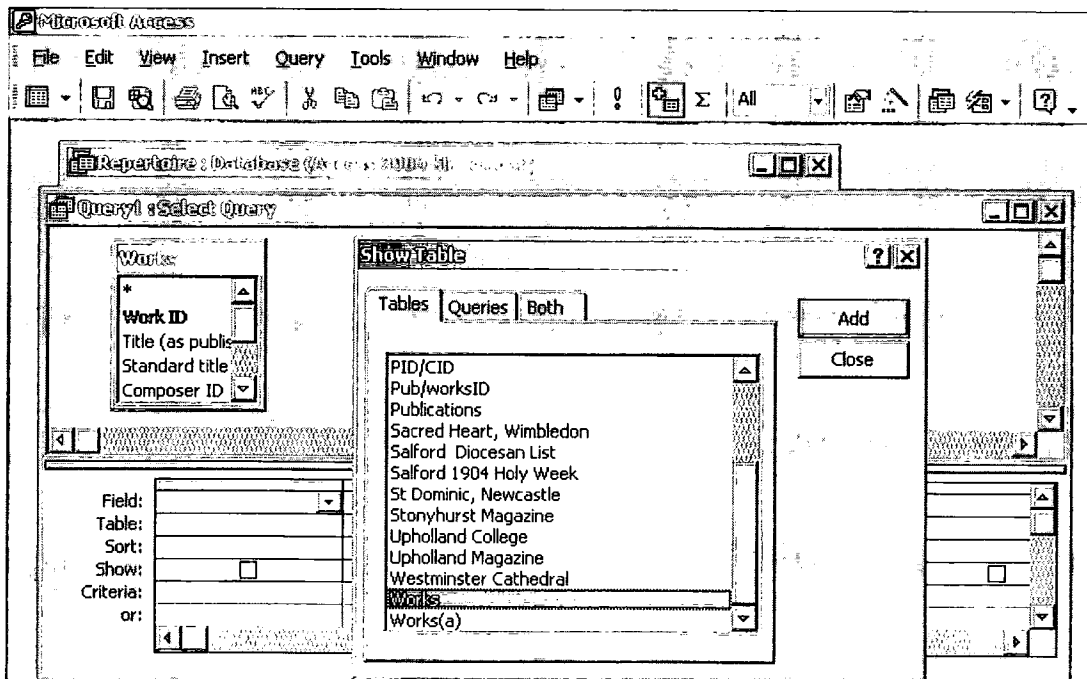 Microsoft Access
File Edit View Insert Query Tools Window Help
ABC All
Repertoire : Database
Query1 : Select Query
Works
*
Work ID
Title (as publis
Standard title
Composer ID
Show Table
Tables Queries Both
PID/CID
Pub/worksID
Publications
Sacred Heart, Wimbledon
Salford Diocesan List
Salford 1904 Holy Week
St Dominic, Newcastle
Stonyhurst Magazine
Upholland College
Upholland Magazine
Westminster Cathedral
Works
Works(a)
Add
Close
Field:
Table:
Sort:
Show:
Criteria:
or: